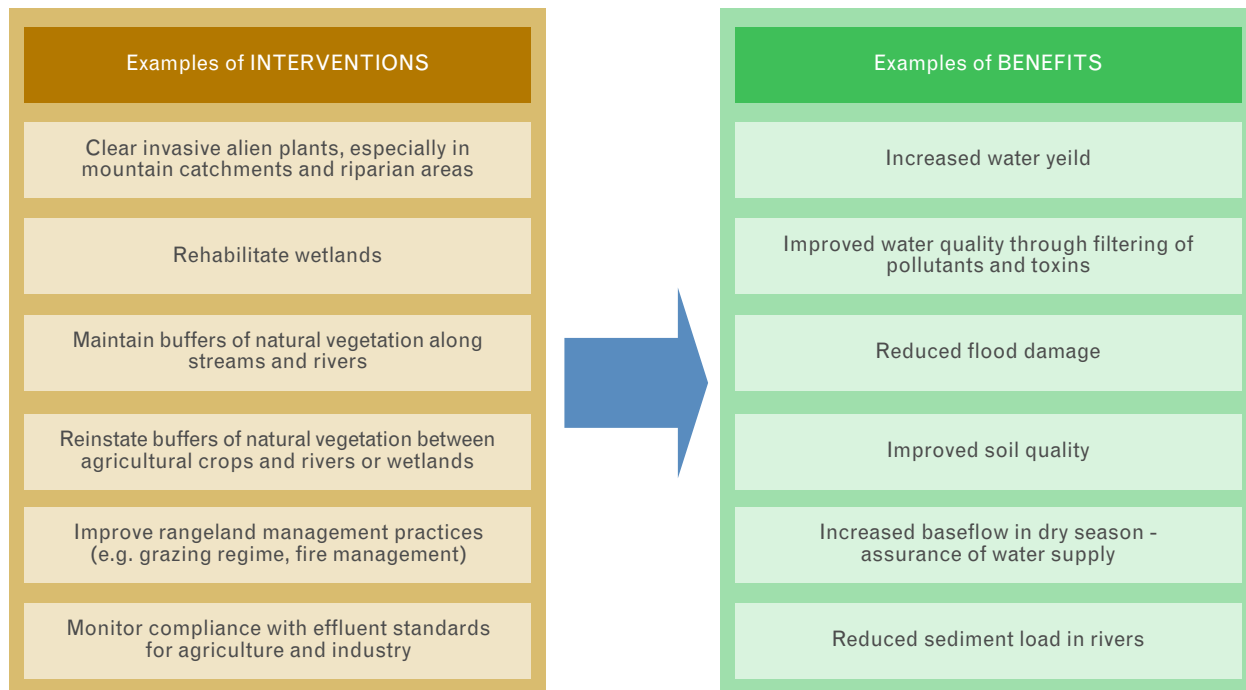 Examples of INTERVENTIONS
Clear invasive alien plants, especially in
mountain catchments and riparian areas
Rehabilitate wetlands
Maintain buffers of natural vegetation along
streams and rivers
Reinstate buffers of natural vegetation between
agricultural crops and rivers or wetlands
Improve rangeland management practices
(e.g. grazing regime, fire management)
Monitor compliance with effluent standards
for agriculture and industry
Examples of BENEFITS
Increased water yeild
Improved water quality through filtering of
pollutants and toxins
Reduced flood damage
Improved soil quality
Increased baseflow in dry season -
assurance of water supply
Reduced sediment load in rivers